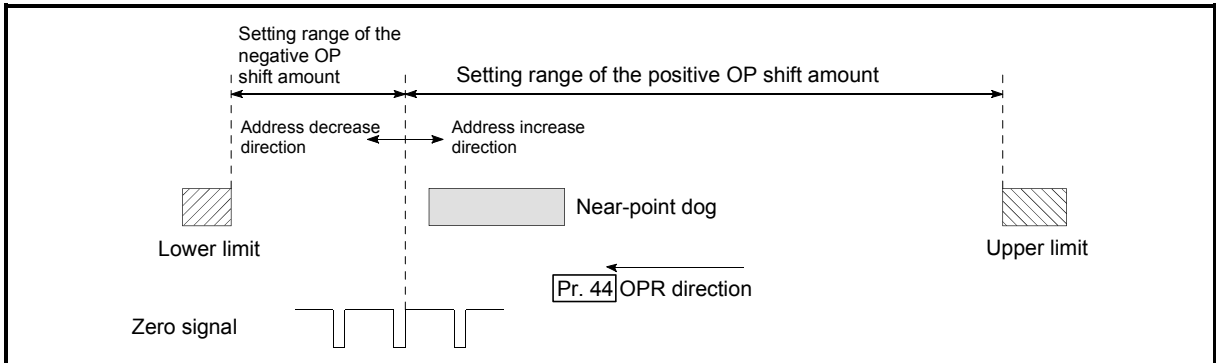 Setting range of the
negative OP
shift amount
Setting range of the positive OP shift amount
Address decrease
direction
Address increase
direction
Near-point dog
Lower limit
Upper limit
Pr. 44 OPR direction
Zero signal